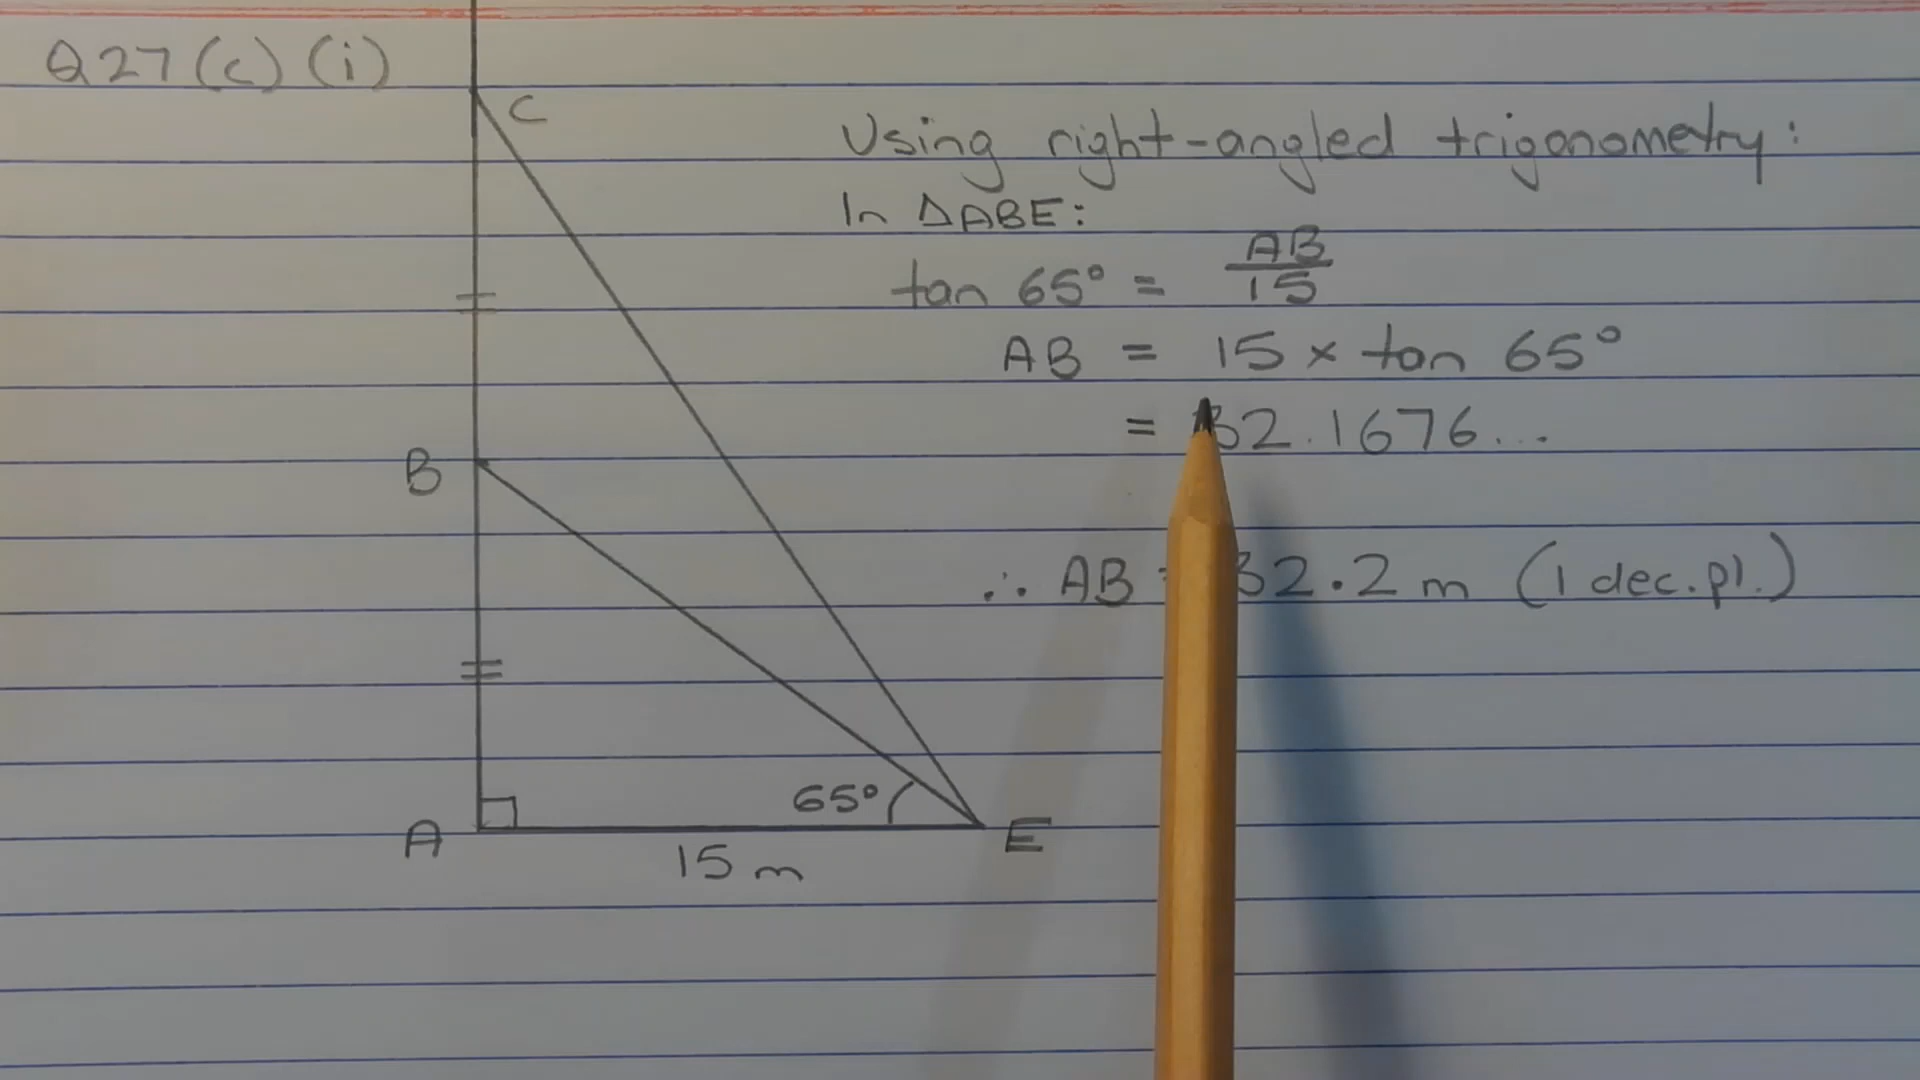 Q27 (c) (i)
C
Using right-angled trigonometry:
In △ABE:
tan 65° = AB/15
AB = 15 × tan 65°
= 32.1676...
B
∴ AB = 32.2 m (1 dec.pl.)
65°
A
E
15 m